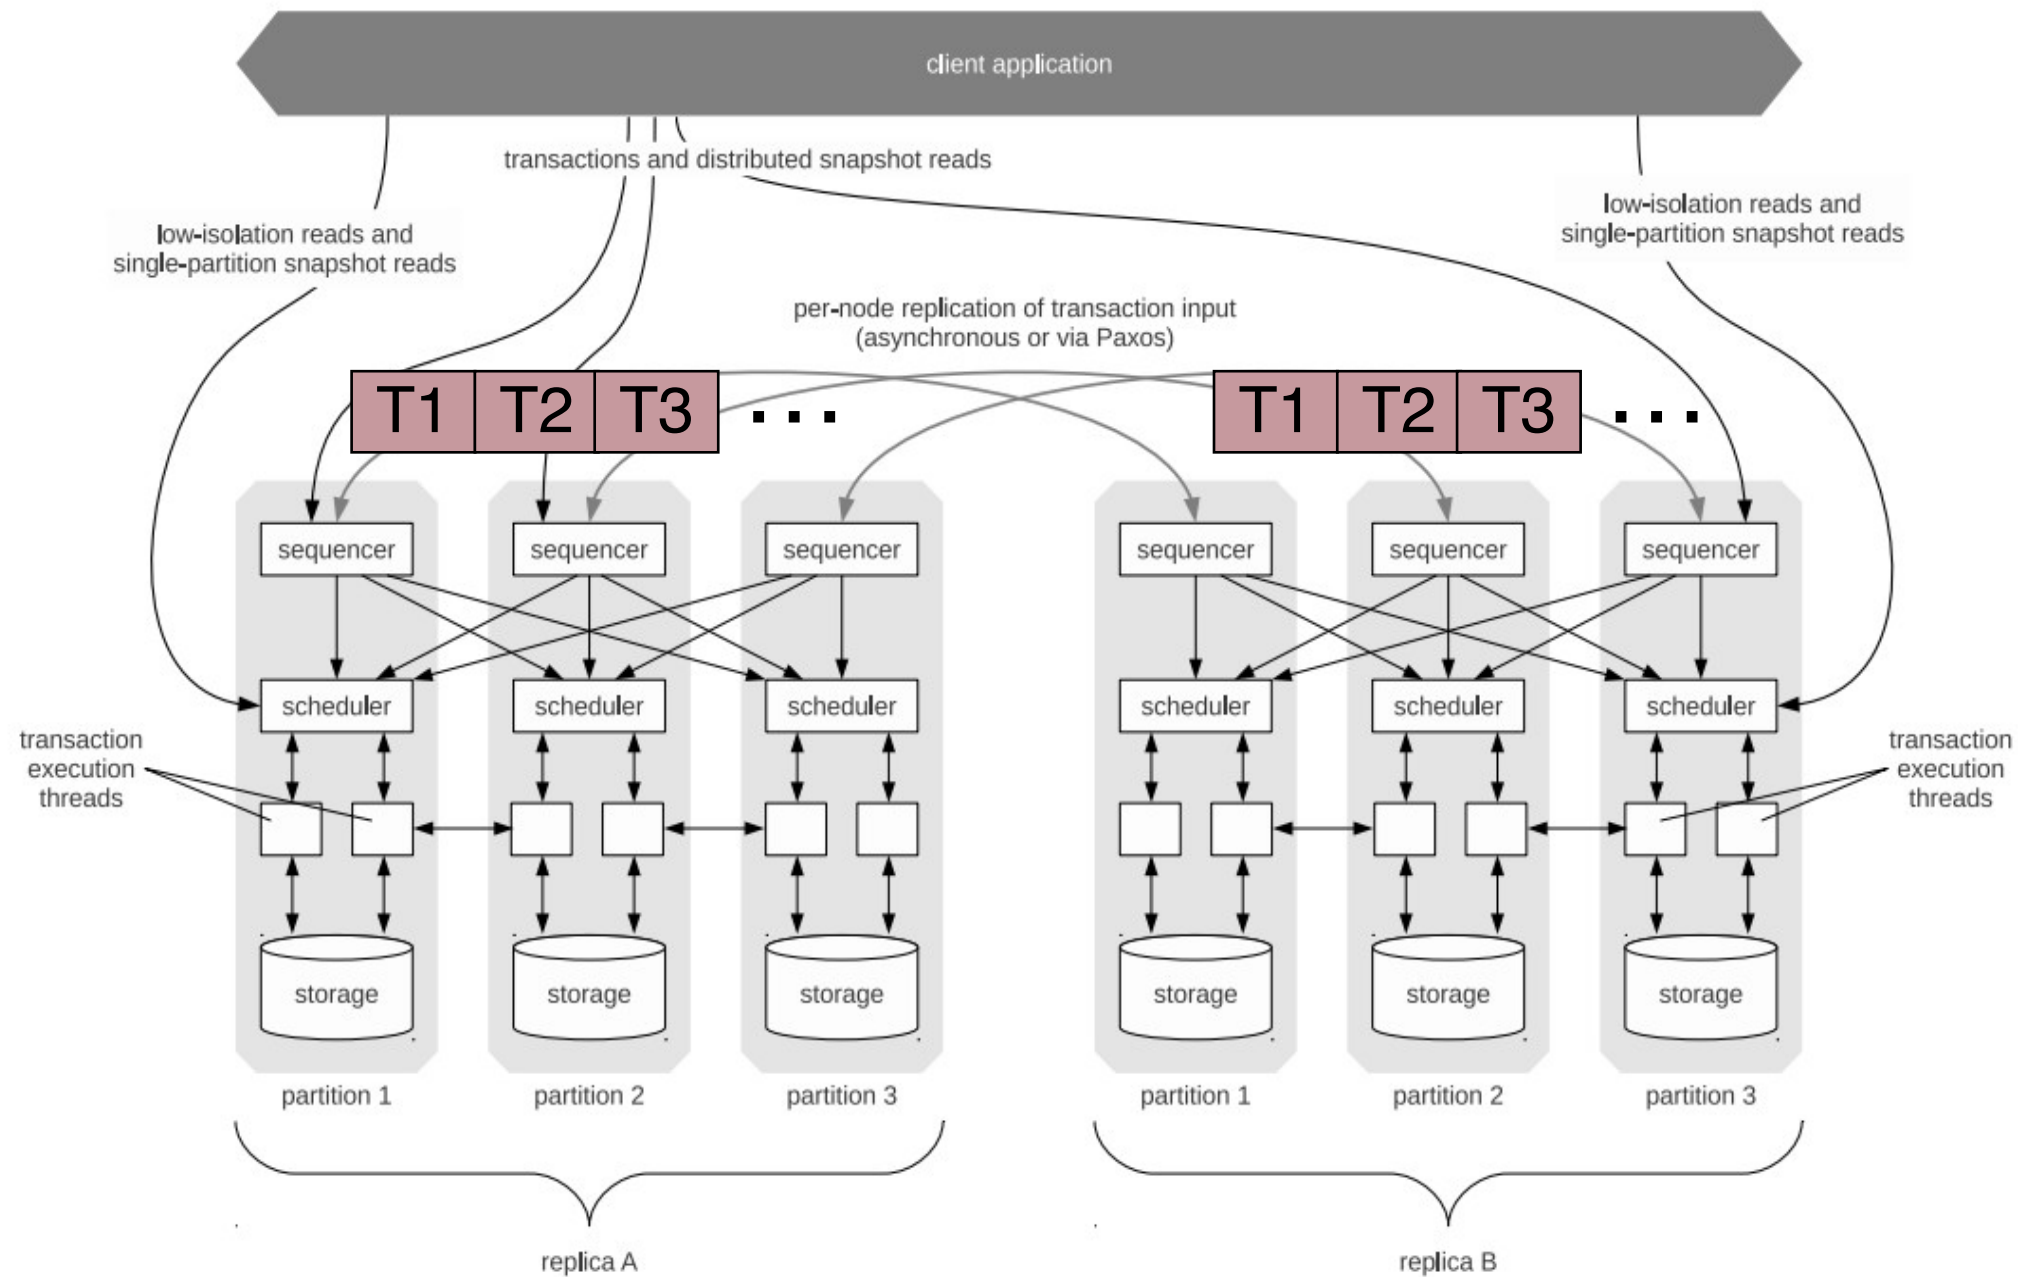 client application
transactions and distributed snapshot reads
low-isolation reads and
single-partition snapshot reads
low-isolation reads and
single-partition snapshot reads
per-node replication of transaction input
(asynchronous or via Paxos)
T1 T2 T3 ...
T1 T2 T3 ...
sequencer sequencer sequencer sequencer sequencer sequencer
scheduler scheduler scheduler scheduler scheduler scheduler
transaction
execution
threads
transaction
execution
threads
storage storage storage storage storage storage
partition 1 partition 2 partition 3 partition 1 partition 2 partition 3
replica A replica B